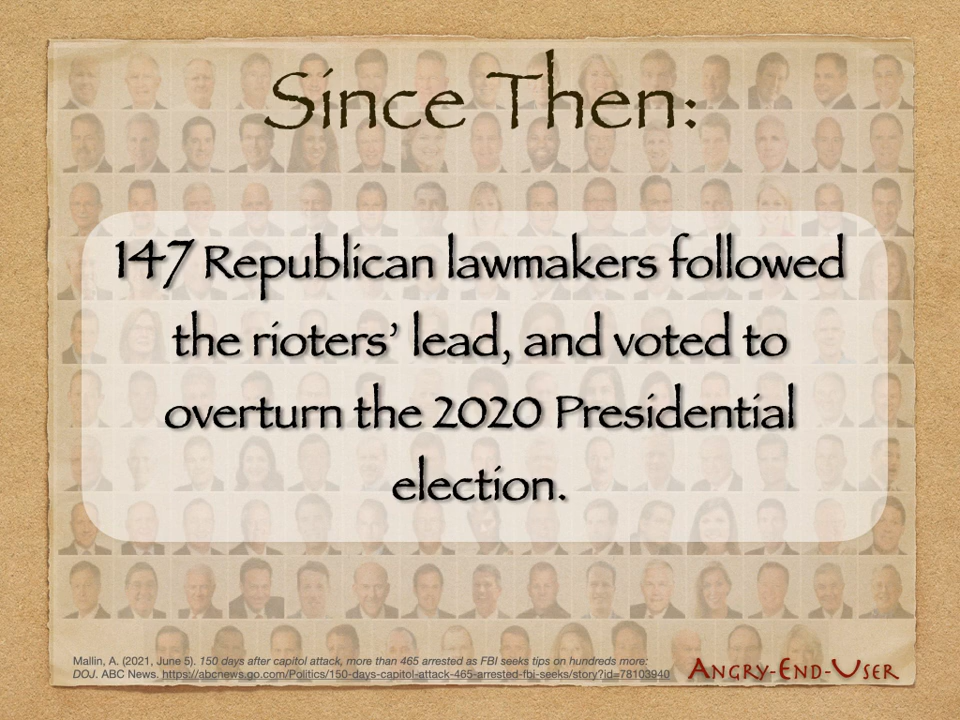 Since Then:
147 Republican lawmakers followed
the rioters’ lead, and voted to
overturn the 2020 Presidential
election.
Mallin, A. (2021, June 5). 150 days after capitol attack, more than 465 arrested as FBI seeks tips on hundreds more:
DOJ. ABC News. https://abcnews.go.com/Politics/150-days-capitol-attack-465-arrested-fbi-seeks/story?id=78103940
Angry-End-User